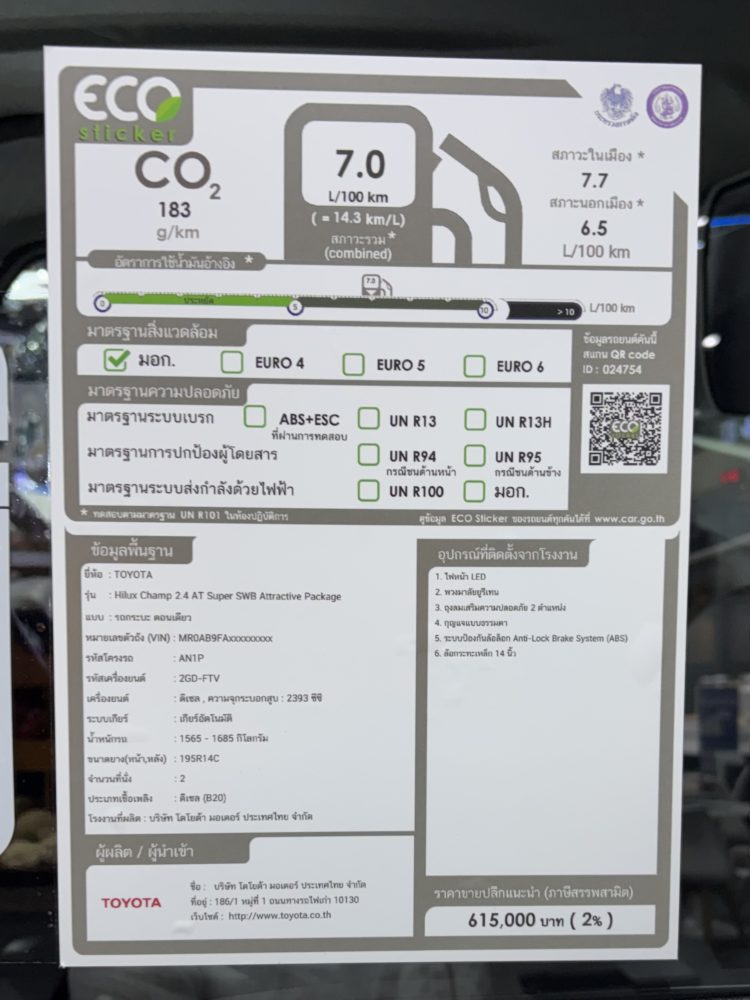 ECO
sticker
CO2
183
g/km
7.0
L/100 km
( = 14.3 km/L)
สภาวะรวม *
(combined)
สภาวะในเมือง *
7.7
สภาวะนอกเมือง *
6.5
L/100 km
อัตราการใช้น้ำมันอ้างอิง *
7.0
0
ประหยัด
5
10
> 10
L/100 km
มาตรฐานสิ่งแวดล้อม
มอก.
EURO 4
EURO 5
EURO 6
ข้อมูลรถยนต์คันนี้
สแกน QR code
ID : 024754
ECO
มาตรฐานความปลอดภัย
มาตรฐานระบบเบรก
ABS+ESC
ที่ผ่านการทดสอบ
UN R13
UN R13H
มาตรฐานการปกป้องผู้โดยสาร
UN R94
กรณีชนด้านหน้า
UN R95
กรณีชนด้านข้าง
มาตรฐานระบบส่งกำลังด้วยไฟฟ้า
UN R100
มอก.
* ทดสอบตามมาตรฐาน UN R101 ในห้องปฏิบัติการ
ดูข้อมูล ECO Sticker ของรถยนต์ทุกคันได้ที่ www.car.go.th
ข้อมูลพื้นฐาน
ยี่ห้อ : TOYOTA
รุ่น : Hilux Champ 2.4 AT Super SWB Attractive Package
แบบ : รถกระบะ ตอนเดียว
หมายเลขตัวถัง (VIN) : MR0AB9FAxxxxxxxxx
รหัสโครงรถ : AN1P
รหัสเครื่องยนต์ : 2GD-FTV
เครื่องยนต์ : ดีเซล , ความจุกระบอกสูบ : 2393 ซีซี
ระบบเกียร์ : เกียร์อัตโนมัติ
น้ำหนักรถ : 1565 - 1685 กิโลกรัม
ขนาดยาง(หน้า,หลัง) : 195R14C
จำนวนที่นั่ง : 2
ประเภทเชื้อเพลิง : ดีเซล (B20)
โรงงานที่ผลิต : บริษัท โตโยต้า มอเตอร์ ประเทศไทย จำกัด
อุปกรณ์ที่ติดตั้งจากโรงงาน
1. ไฟหน้า LED
2. พวงมาลัยยูรีเทน
3. ถุงลมเสริมความปลอดภัย 2 ตำแหน่ง
4. กุญแจแบบธรรมดา
5. ระบบป้องกันล้อล็อก Anti-Lock Brake System (ABS)
6. ล้อกระทะเหล็ก 14 นิ้ว
ผู้ผลิต / ผู้นำเข้า
TOYOTA
ชื่อ : บริษัท โตโยต้า มอเตอร์ ประเทศไทย จำกัด
ที่อยู่ : 186/1 หมู่ที่ 1 ถนนทางรถไฟเก่า 10130
เว็บไซต์ : http://www.toyota.co.th
ราคาขายปลีกแนะนำ (ภาษีสรรพสามิต)
615,000 บาท ( 2% )